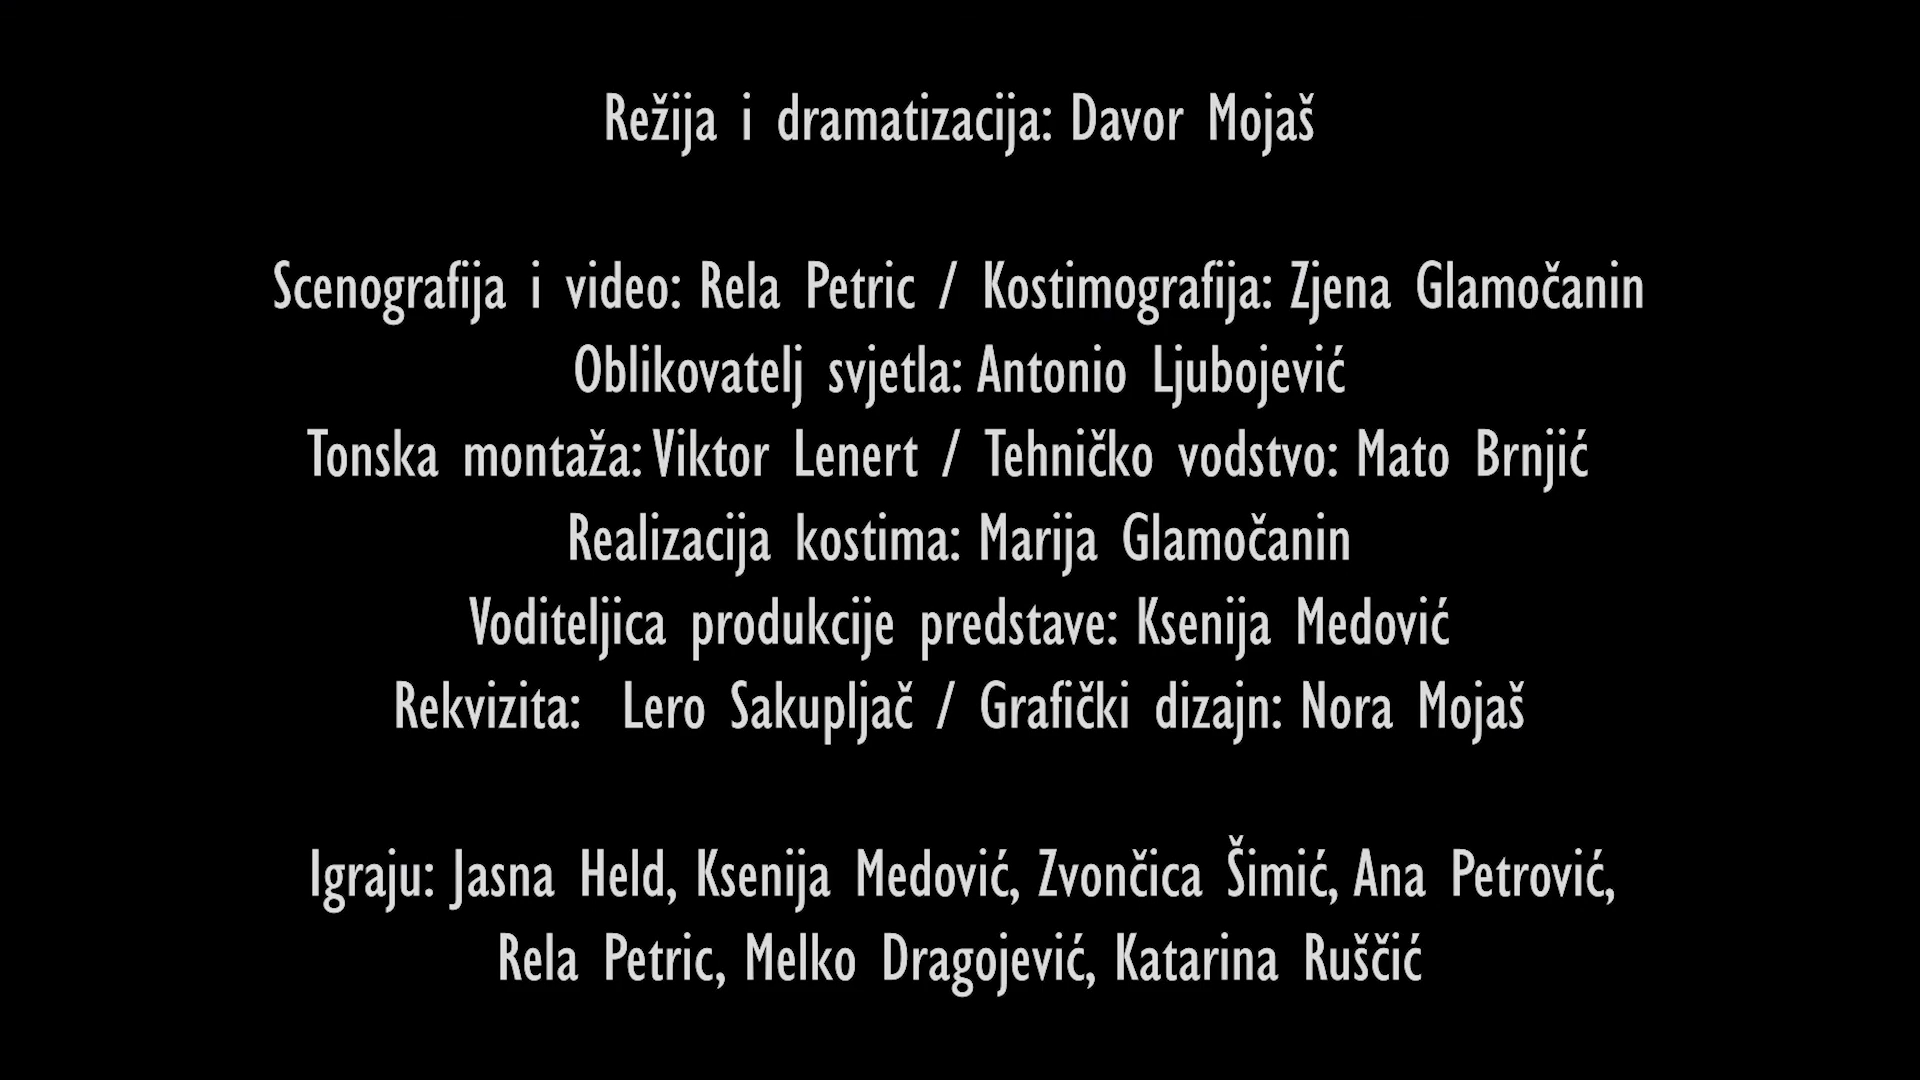 Režija i dramatizacija: Davor Mojaš
Scenografija i video: Rela Petric / Kostimografija: Zjena Glamočanin
Oblikovatelj svjetla: Antonio Ljubojević
Tonska montaža: Viktor Lenert / Tehničko vodstvo: Mato Brnjić
Realizacija kostima: Marija Glamočanin
Voditeljica produkcije predstave: Ksenija Medović
Rekvizita: Lero Sakupljač / Grafički dizajn: Nora Mojaš
Igraju: Jasna Held, Ksenija Medović, Zvončica Šimić, Ana Petrović,
Rela Petric, Melko Dragojević, Katarina Ruščić